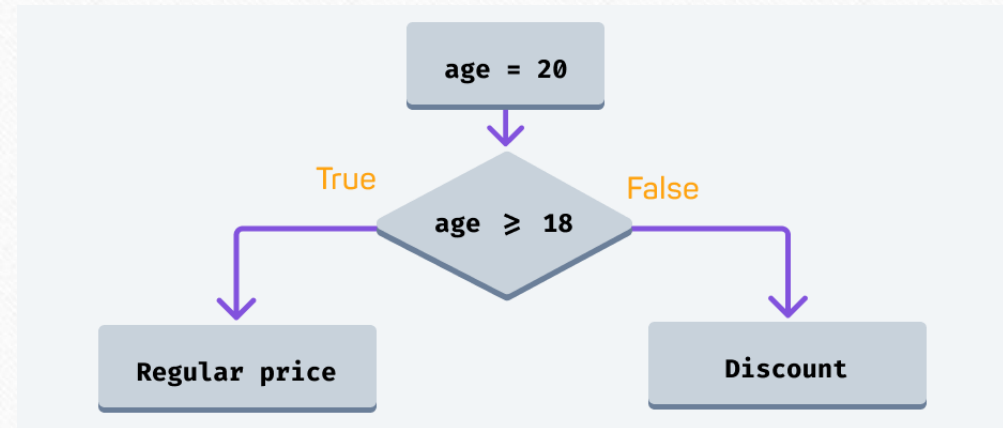 age = 20
True
False
age ⩾ 18
Regular price
Discount